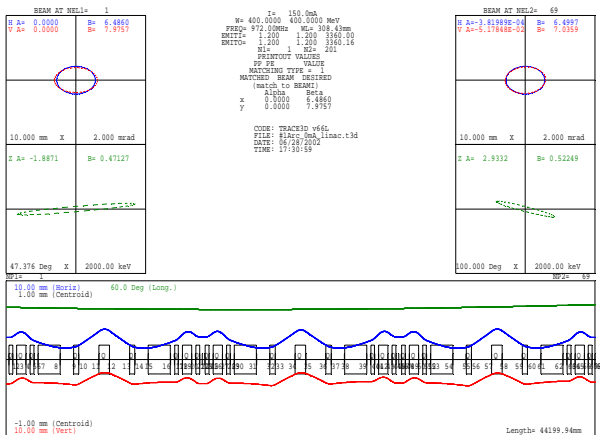 BEAM AT NEL1= 1
H A= 0.0000 B= 6.4860
V A= 0.0000 B= 7.9757
10.000 mm X 2.000 mrad
Z A= -1.8871 B= 0.47127
47.376 Deg X 2000.00 keV
NP1= 1
I= 150.0mA
W= 400.0000 400.0000 MeV
FREQ= 972.00MHz WL= 308.43mm
EMITI= 1.200 1.200 3360.00
EMITO= 1.200 1.200 3360.16
N1= 1 N2= 201
PRINTOUT VALUES
PP PE VALUE
MATCHING TYPE = 1
MATCHED BEAM DESIRED
(match to BEAMI)
Alpha Beta
x 0.0000 6.4860
y 0.0000 7.9757
CODE: TRACE3D v66L
FILE: #1Arc_0mA_linac.t3d
DATE: 06/28/2002
TIME: 17:30:59
BEAM AT NEL2= 69
H A=-3.81989E-04 B= 6.4997
V A=-5.17848E-02 B= 7.0359
10.000 mm X 2.000 mrad
Z A= 2.9332 B= 0.52249
100.000 Deg X 2000.00 keV
NP2= 69
10.00 mm (Horiz) 60.0 Deg (Long.)
1.00 mm (Centroid)
-1.00 mm (Centroid)
10.00 mm (Vert)
Length= 44199.94mm